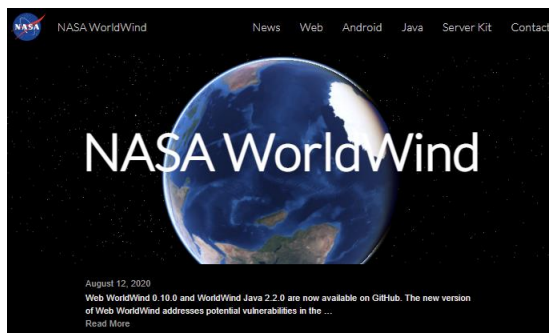 NASA
NASA WorldWind
News Web Android Java Server Kit Contact
NASA WorldWind
August 12, 2020
Web WorldWind 0.10.0 and WorldWind Java 2.2.0 are now available on GitHub. The new version
of Web WorldWind addresses potential vulnerabilities in the ...
Read More